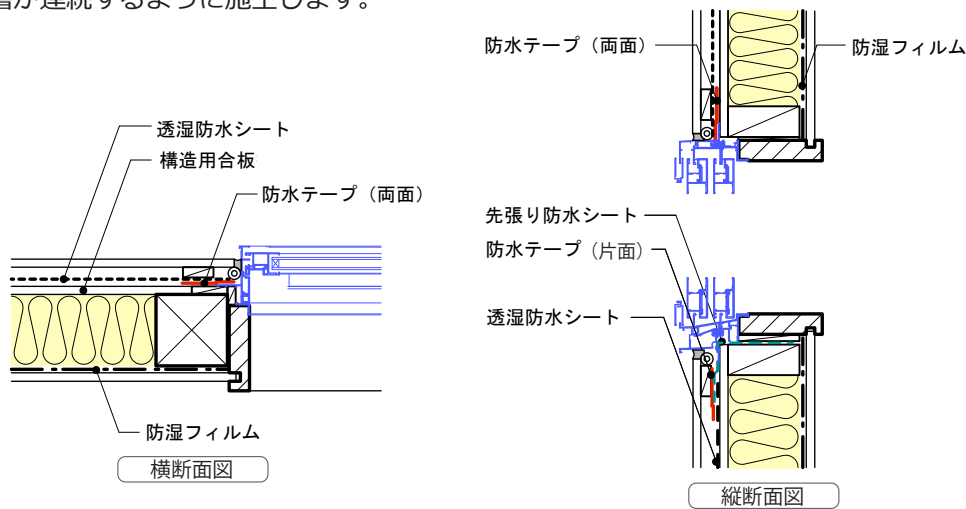 層が連続するように施工します。
透湿防水シート
構造用合板
防水テープ（両面）
防湿フィルム
横断面図
防水テープ（両面）
防湿フィルム
先張り防水シート
防水テープ（片面）
透湿防水シート
縦断面図